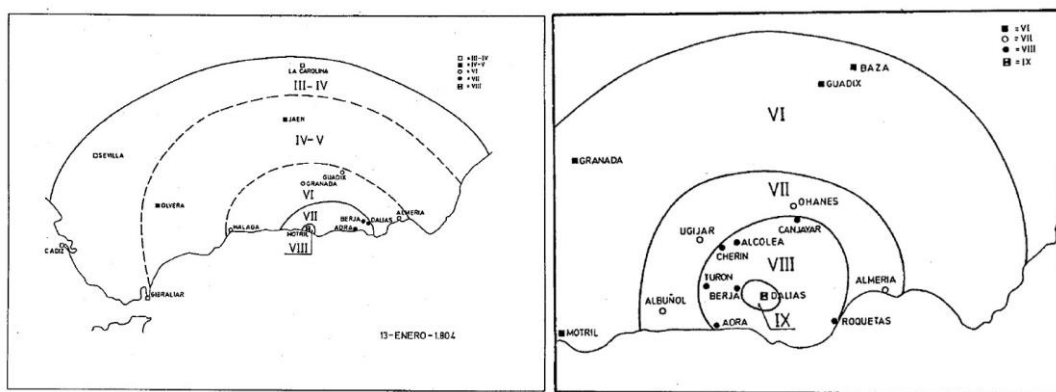 □ = III-IV
■ = IV-V
○ = VI
● = VII
= VIII
LA CAROLINA
III-IV
JAEN
IV-V
SEVILLA
GUADIX
GRANADA
OLVERA
VI
VII
BERJA
DALIAS
ALMERIA
MALAGA
MOTRIL
ADRA
VIII
CADIZ
GIBRALTAR
13-ENERO-1.804
■ = VI
○ = VII
● = VIII
= IX
BAZA
GUADIX
VI
GRANADA
VII
OHANES
CANJAYAR
UGIJAR
ALCOLEA
CHERIN
VIII
TURON
BERJA
DALIAS
ALMERIA
ALBUÑOL
IX
ADRA
ROQUETAS
MOTRIL